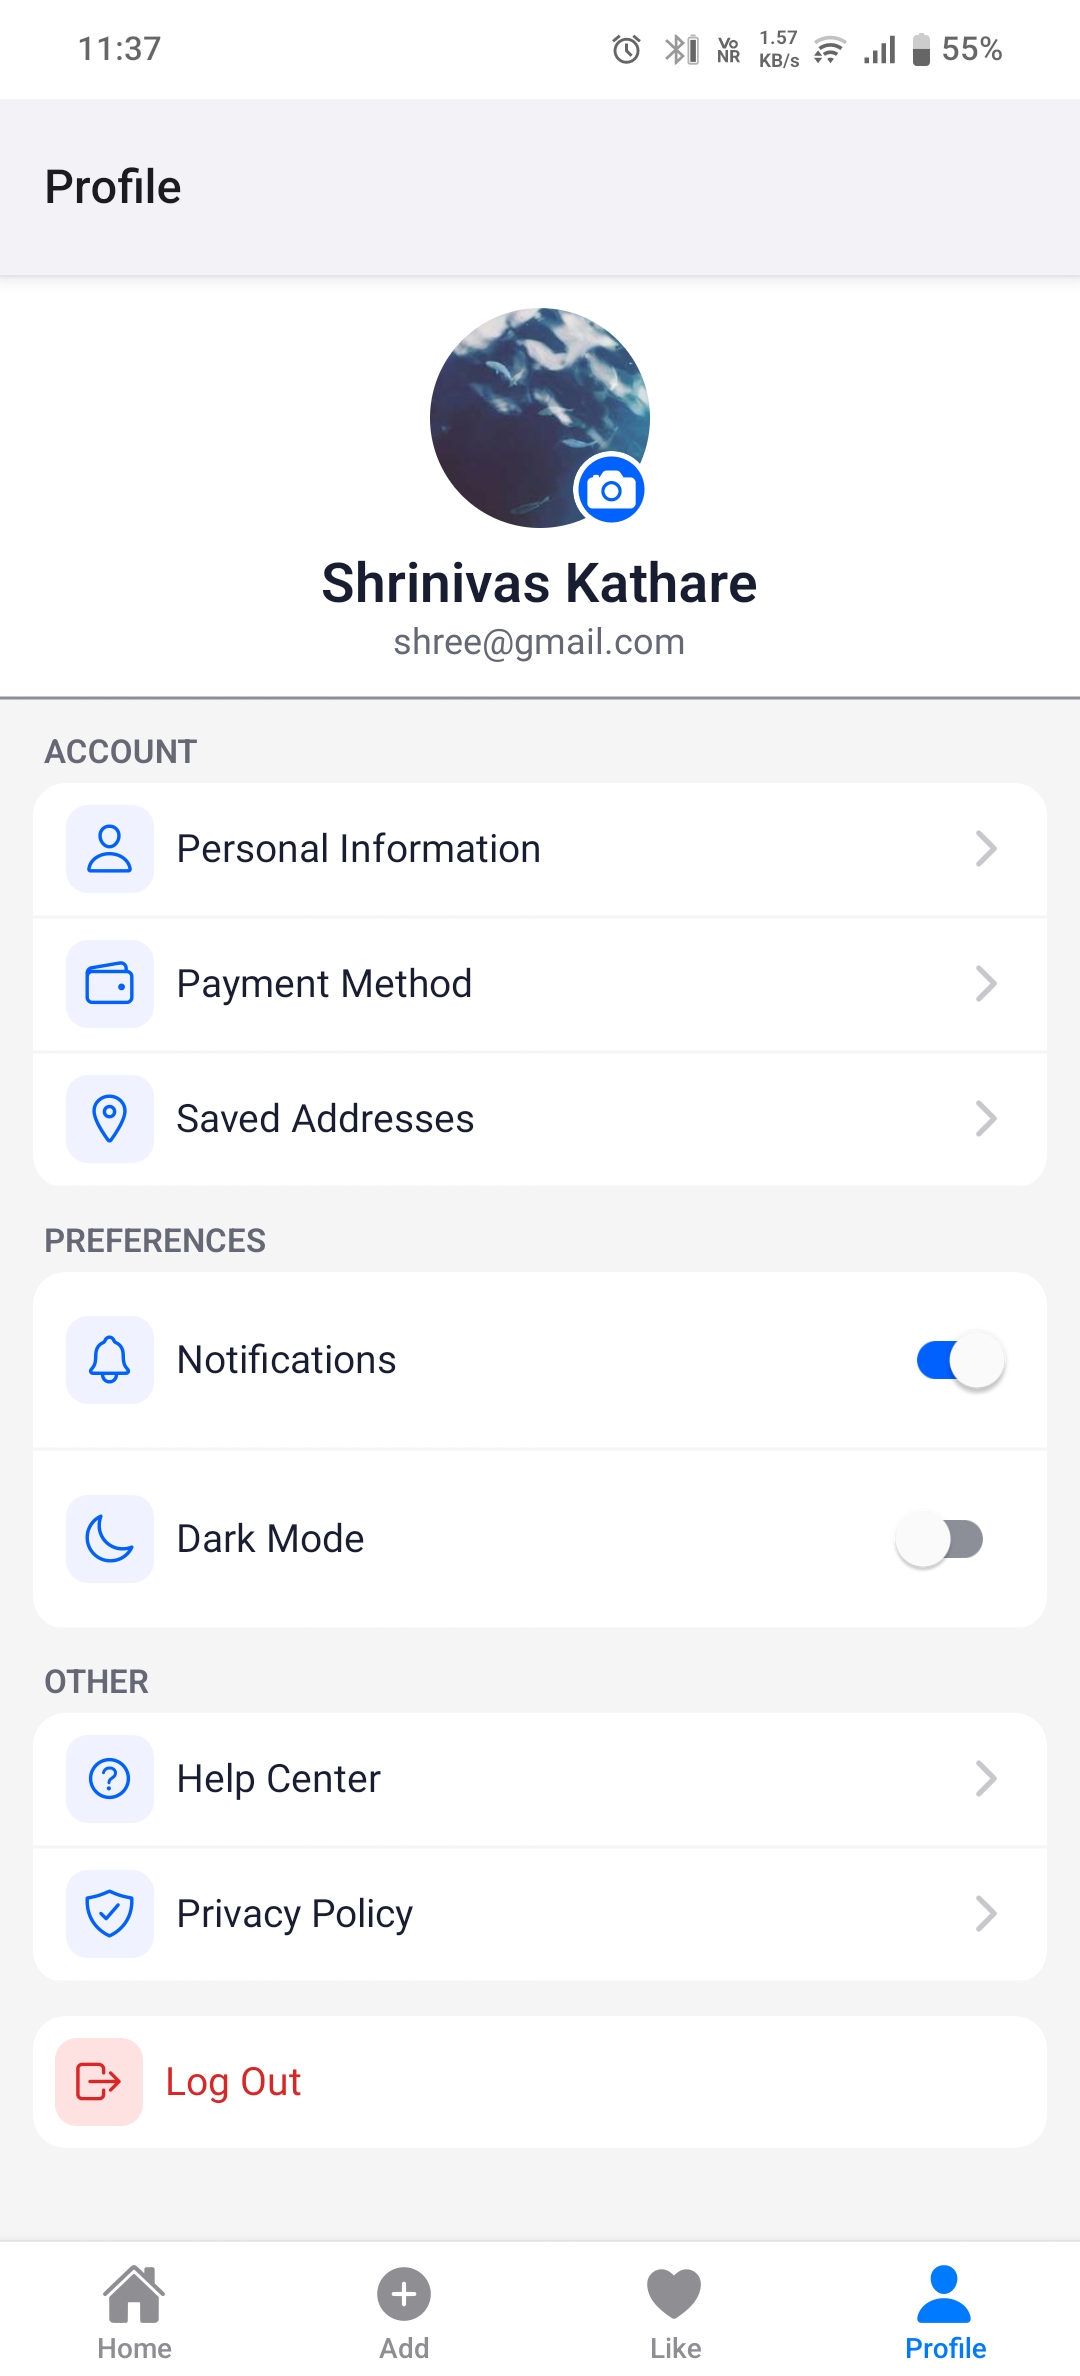 11:37
Vo
NR
1.57
KB/s
55%
Profile
Shrinivas Kathare
shree@gmail.com
ACCOUNT
Personal Information
Payment Method
Saved Addresses
PREFERENCES
Notifications
Dark Mode
OTHER
Help Center
Privacy Policy
Log Out
Home
Add
Like
Profile